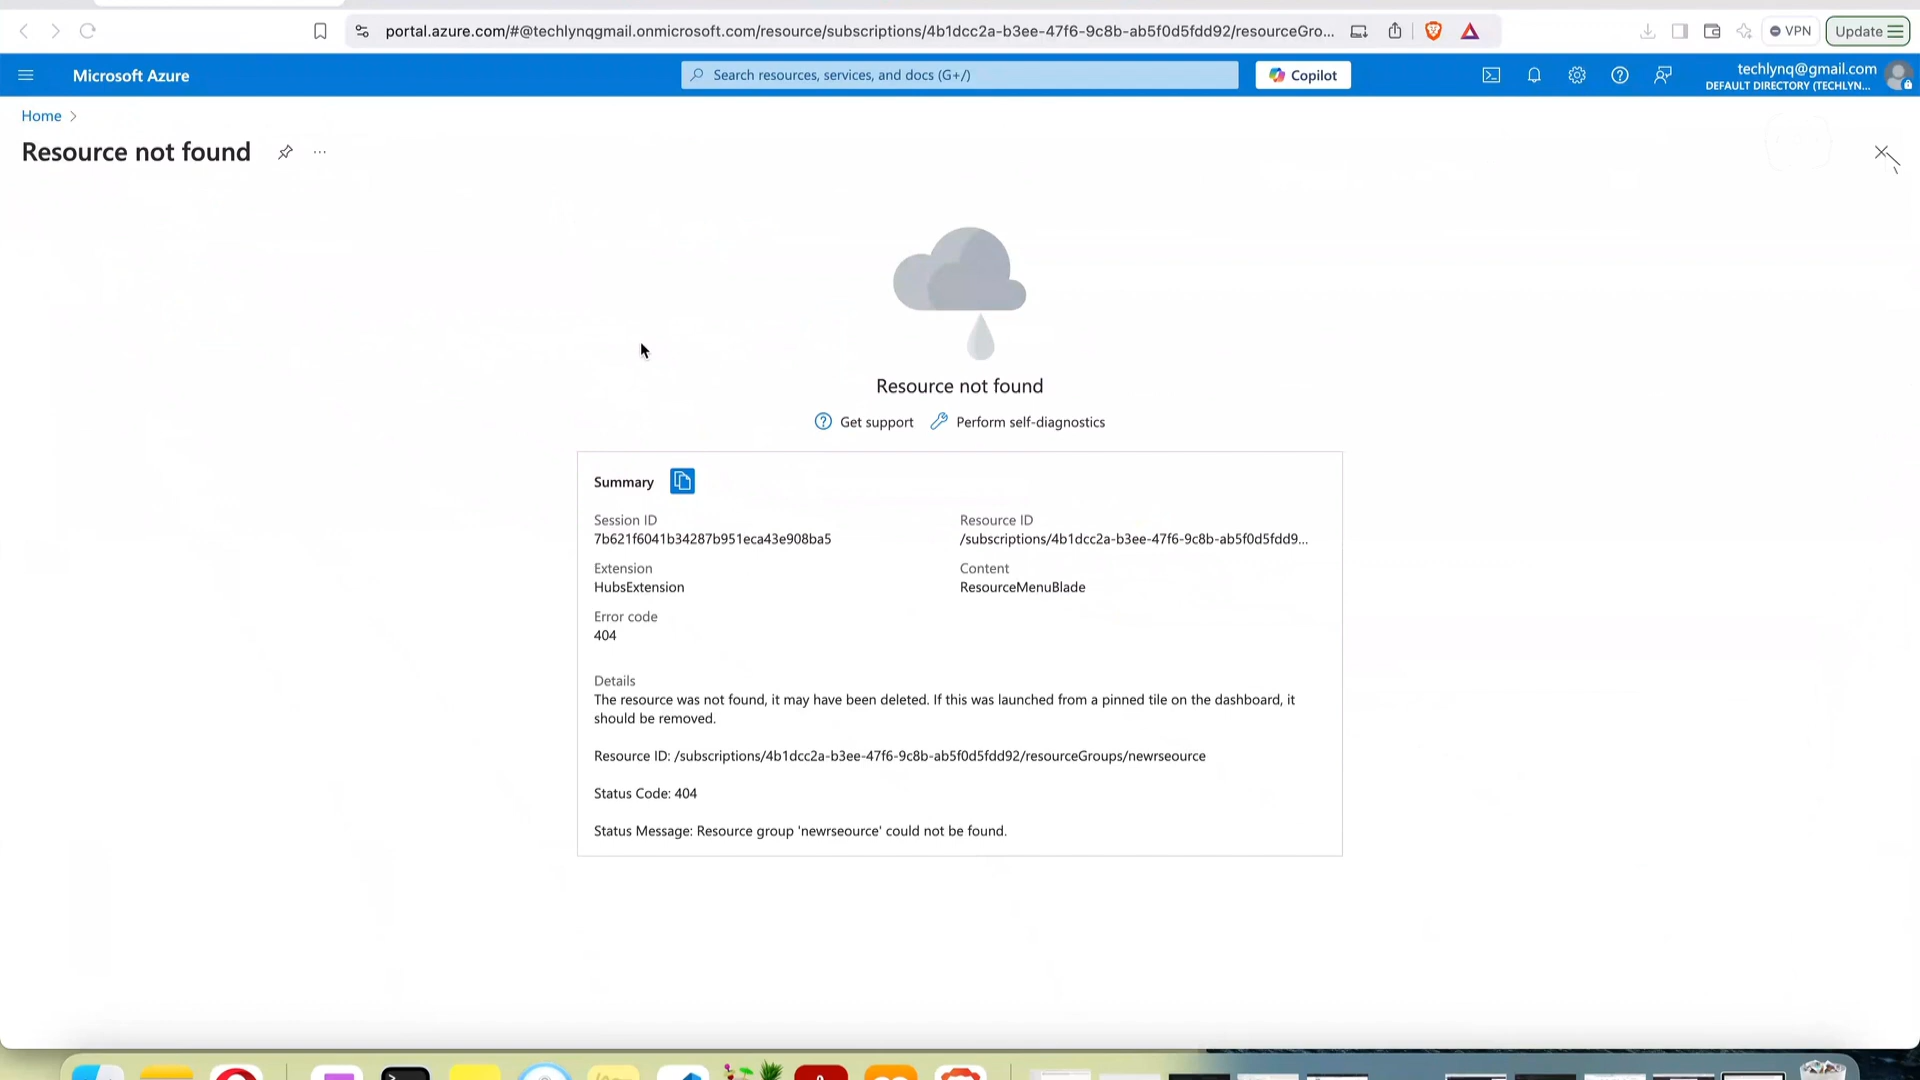 portal.azure.com/#@techlynqgmail.onmicrosoft.com/resource/subscriptions/4b1dcc2a-b3ee-47f6-9c8b-ab5f0d5fdd92/resourceGro...
VPN
Update
Microsoft Azure
Search resources, services, and docs (G+/)
Copilot
techlynq@gmail.com
DEFAULT DIRECTORY (TECHLYN...
Home
Resource not found
Resource not found
Get support
Perform self-diagnostics
Summary
Session ID
7b621f6041b34287b951eca43e908ba5
Resource ID
/subscriptions/4b1dcc2a-b3ee-47f6-9c8b-ab5f0d5fdd9...
Extension
HubsExtension
Content
ResourceMenuBlade
Error code
404
Details
The resource was not found, it may have been deleted. If this was launched from a pinned tile on the dashboard, it
should be removed.
Resource ID: /subscriptions/4b1dcc2a-b3ee-47f6-9c8b-ab5f0d5fdd92/resourceGroups/newrseource
Status Code: 404
Status Message: Resource group 'newrseource' could not be found.